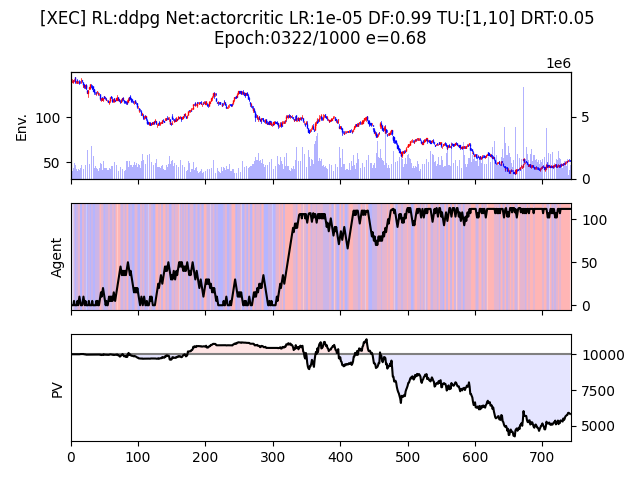 [XEC] RL:ddpg Net:actorcritic LR:1e-05 DF:0.99 TU:[1,10] DRT:0.05
Epoch:0322/1000 e=0.68
1e6
Env.
100
50
5
0
Agent
100
50
0
PV
10000
7500
5000
0 100 200 300 400 500 600 700